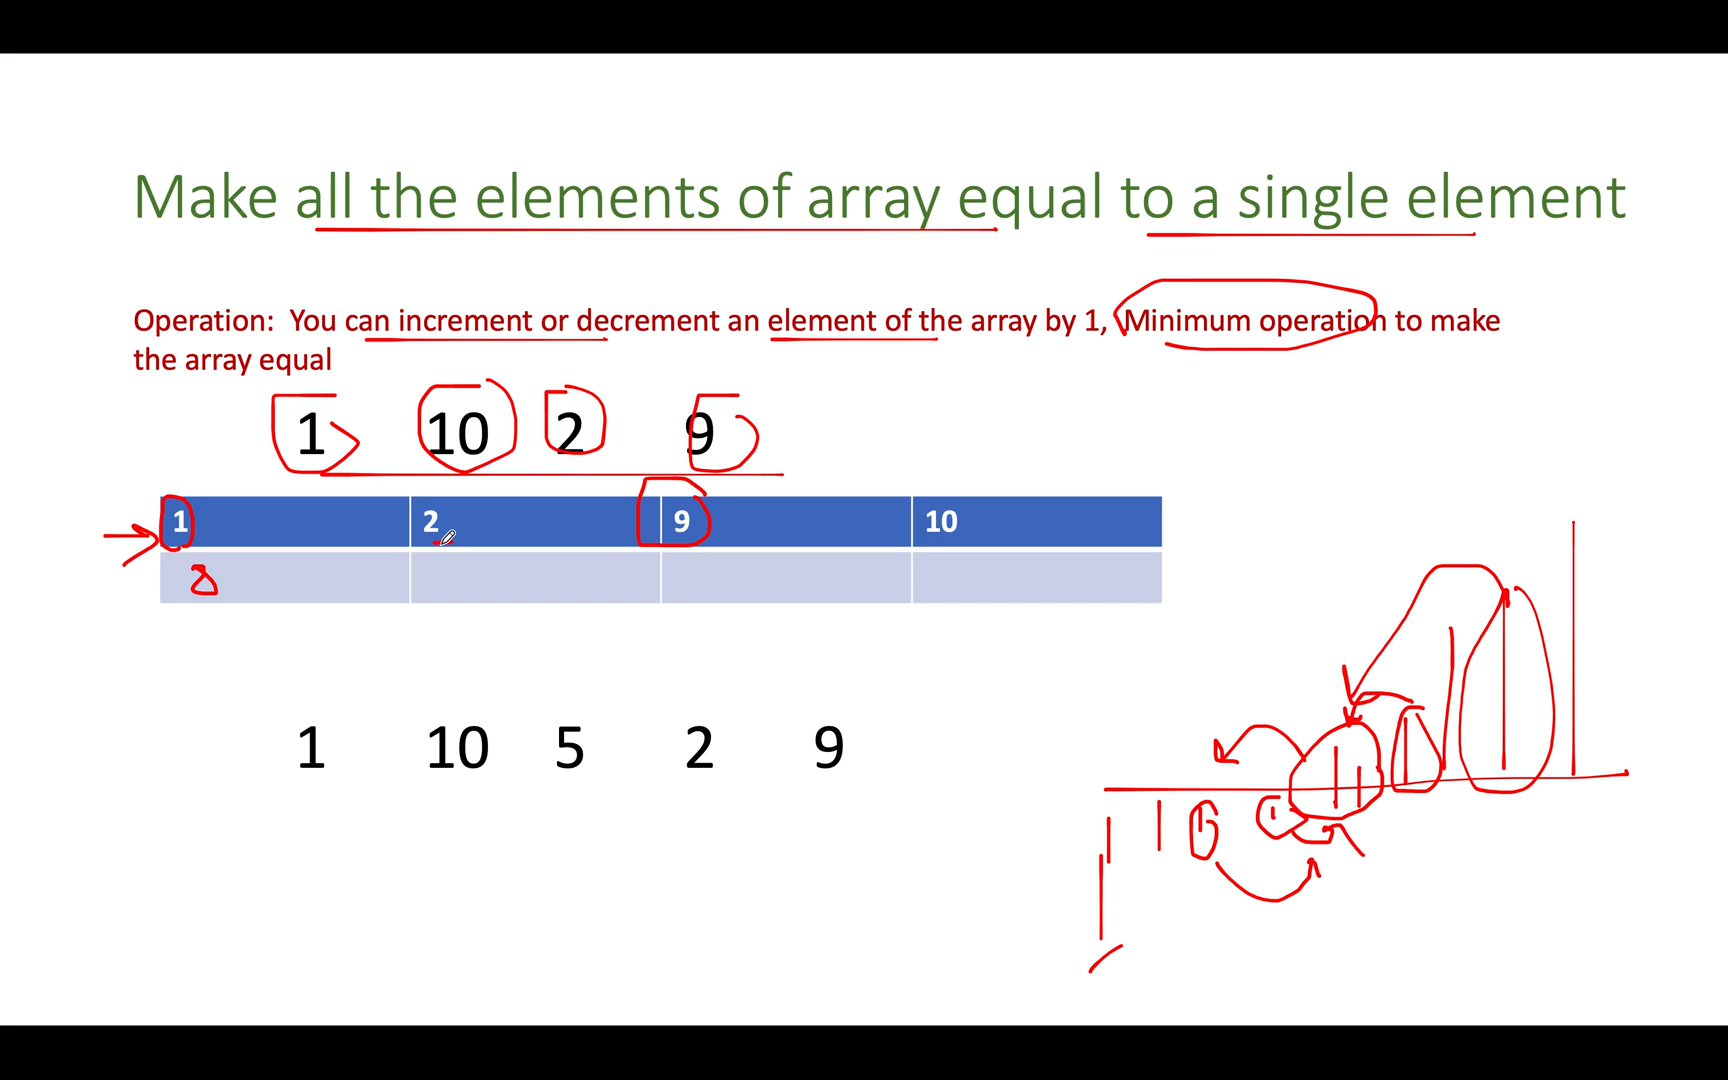 Make all the elements of array equal to a single element
Operation: You can increment or decrement an element of the array by 1, Minimum operation to make
the array equal
1 10 2 9
1 2 9 10
8
1 10 5 2 9